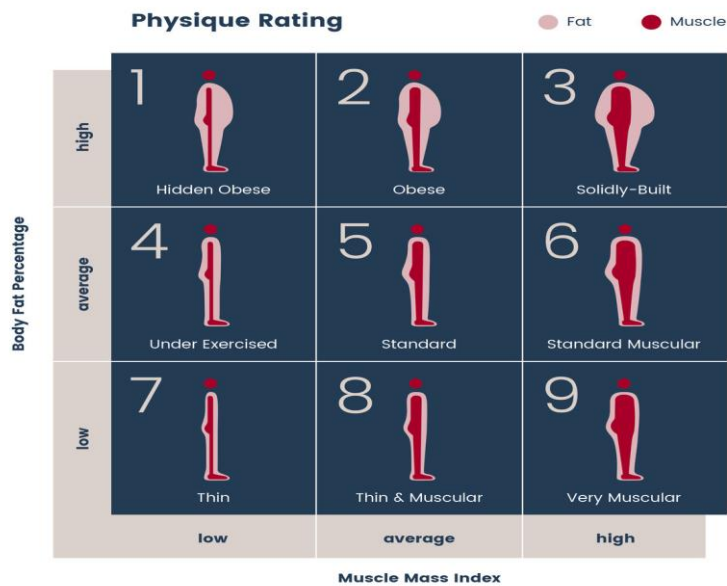 Physique Rating
Fat
Muscle
Body Fat Percentage
high
1
Hidden Obese
2
Obese
3
Solidly-Built
average
4
Under Exercised
5
Standard
6
Standard Muscular
low
7
Thin
8
Thin & Muscular
9
Very Muscular
low
average
high
Muscle Mass Index